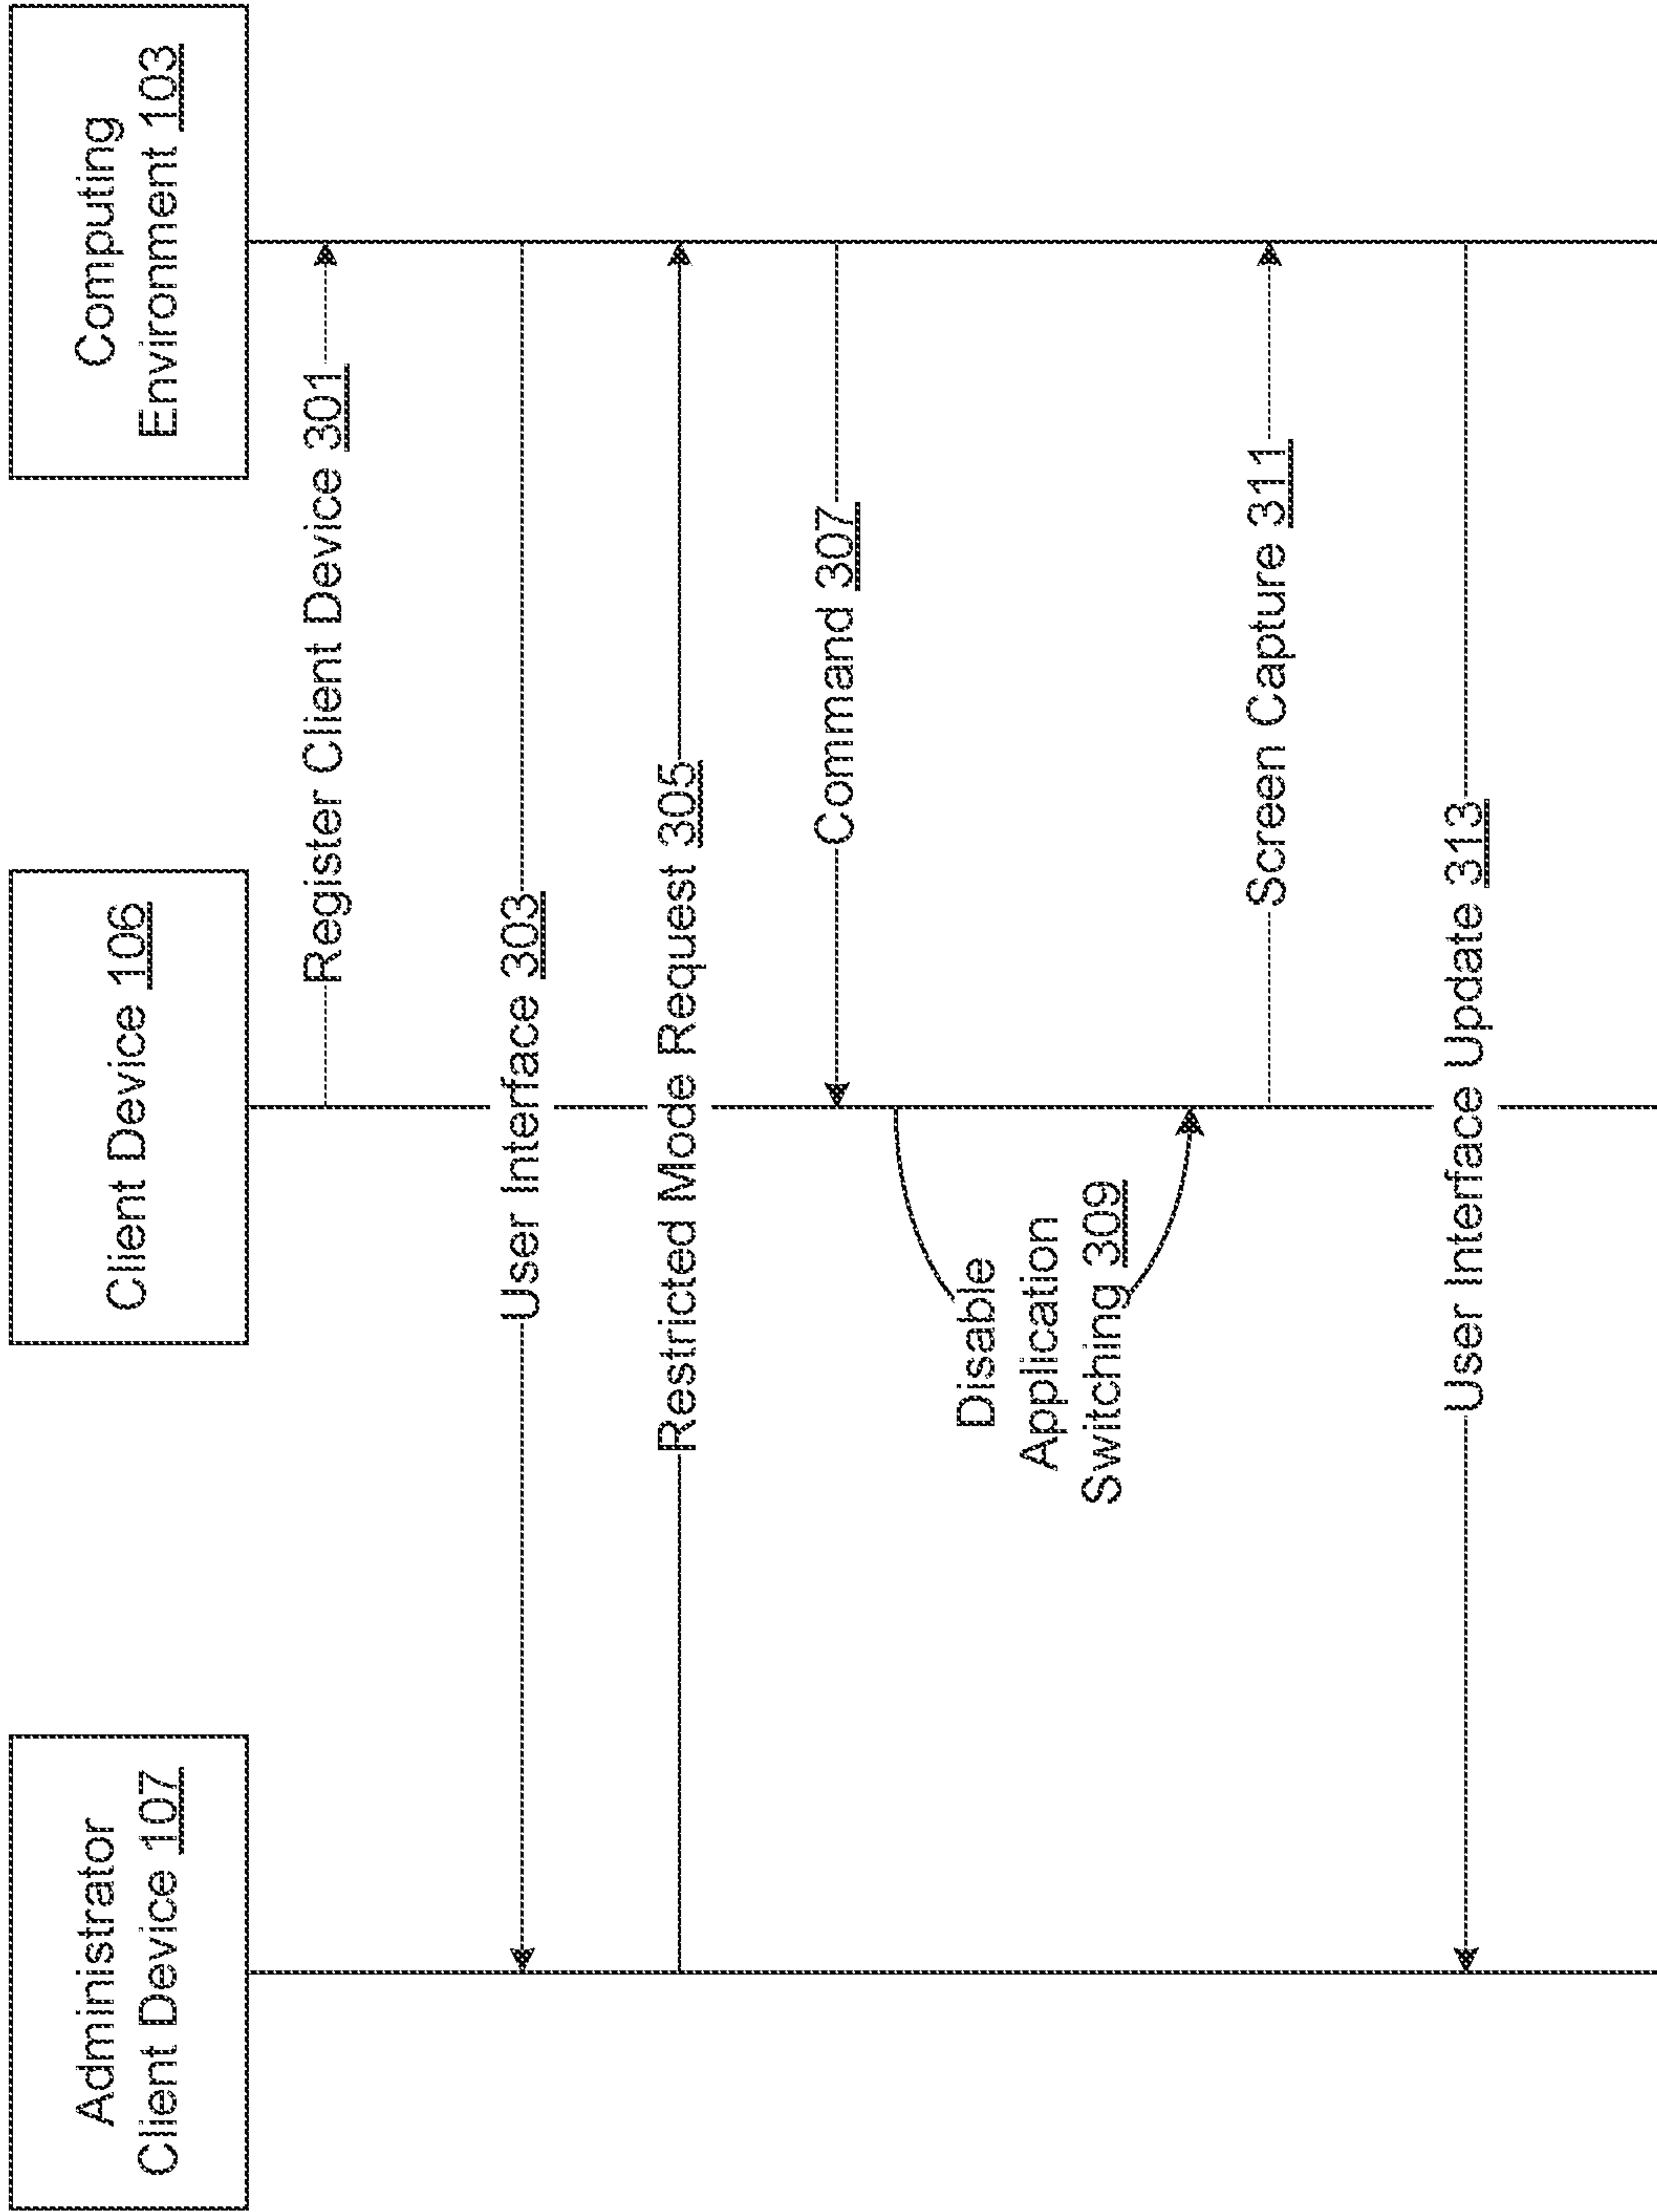 Administrator
Client Device 107
Client Device 106
Computing
Environment 103
Register Client Device 301
User Interface 303
Restricted Mode Request 305
Command 307
Disable
Application
Switching 309
Screen Capture 311
User Interface Update 313